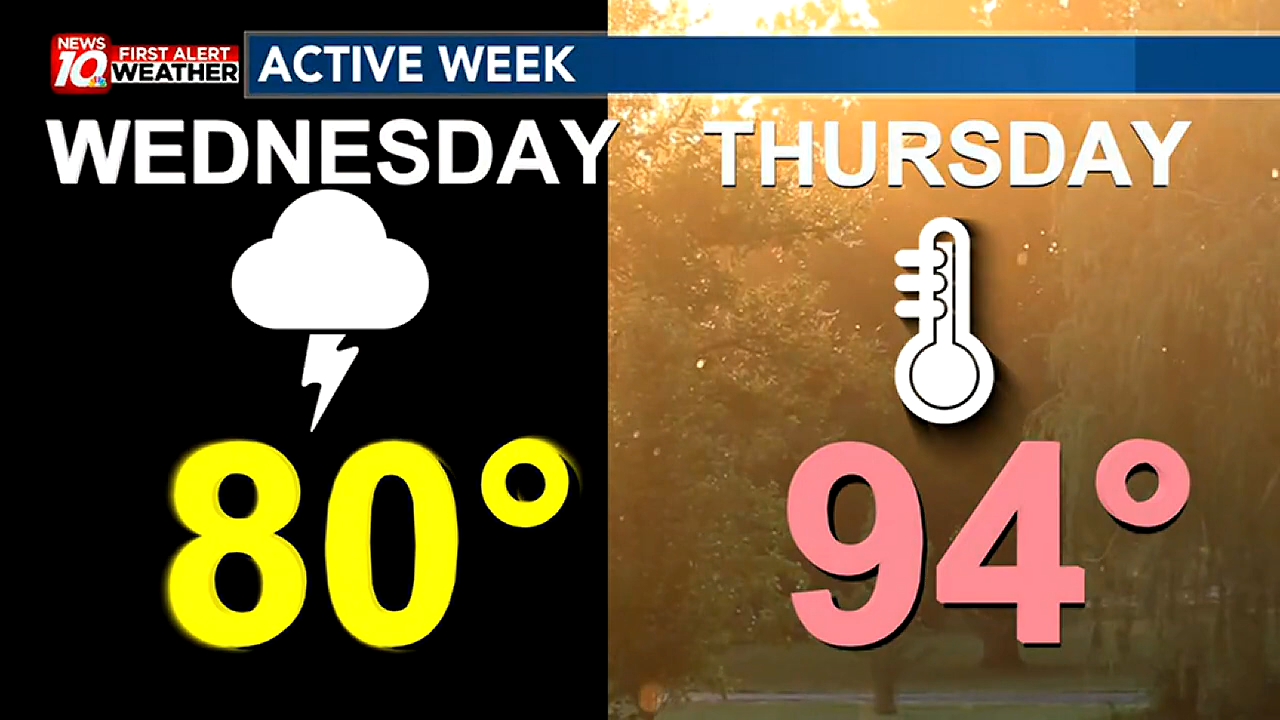 NEWS
10
FIRST ALERT
WEATHER
ACTIVE WEEK
WEDNESDAY
THURSDAY
80°
94°